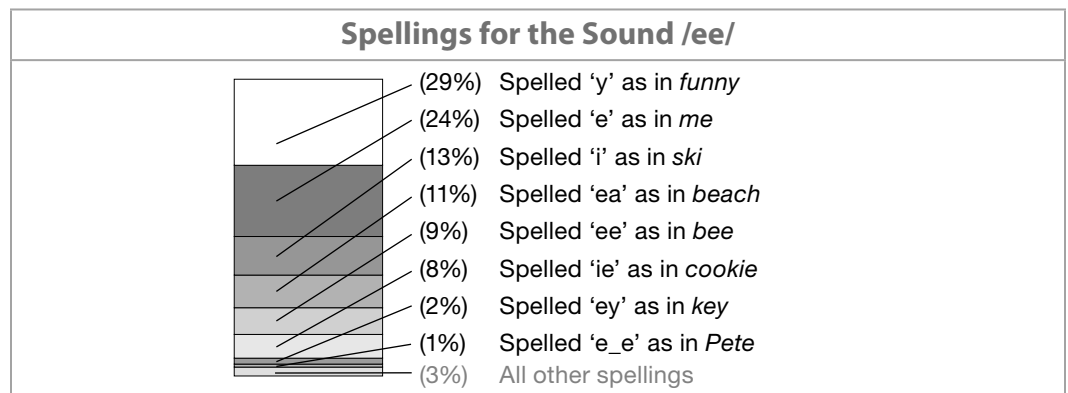 Spellings for the Sound /ee/
(29%) Spelled ‘y’ as in funny
(24%) Spelled ‘e’ as in me
(13%) Spelled ‘i’ as in ski
(11%) Spelled ‘ea’ as in beach
(9%) Spelled ‘ee’ as in bee
(8%) Spelled ‘ie’ as in cookie
(2%) Spelled ‘ey’ as in key
(1%) Spelled ‘e_e’ as in Pete
(3%) All other spellings